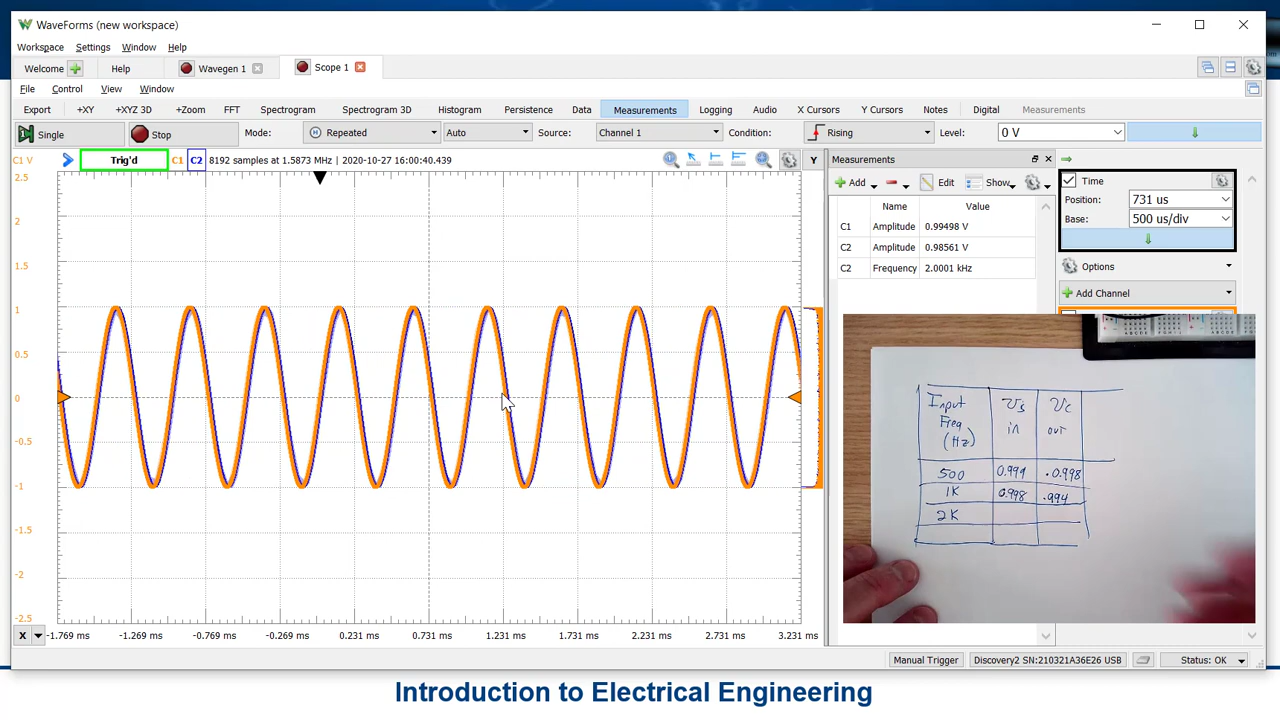 WaveForms (new workspace)
Workspace Settings Window Help
Welcome Help Wavegen 1 Scope 1
File Control View Window
Export +XY +XYZ 3D +Zoom FFT Spectrogram Spectrogram 3D Histogram Persistence Data Measurements Logging Audio X Cursors Y Cursors Notes Digital Measurements
Single Stop Mode: Repeated Auto Source: Channel 1 Condition: Rising Level: 0 V
C1 V Trig'd C1 C2 8192 samples at 1.5873 MHz | 2020-10-27 16:00:40.439 Y
2.5
2
1.5
1
0.5
0
-0.5
-1
-1.5
-2
-2.5
X -1.769 ms -1.269 ms -0.769 ms -0.269 ms 0.231 ms 0.731 ms 1.231 ms 1.731 ms 2.231 ms 2.731 ms 3.231 ms
Measurements
Add Edit Show
Name Value
C1 Amplitude 0.99498 V
C2 Amplitude 0.98561 V
C2 Frequency 2.0001 kHz
Time
Position: 731 us
Base: 500 us/div
Options
Add Channel
Input Freq (Hz) Vs in Vc out
500 0.994 .0.998
1K 0.998 .994
2K
Manual Trigger Discovery2 SN:210321A36E26 USB Status: OK
Introduction to Electrical Engineering